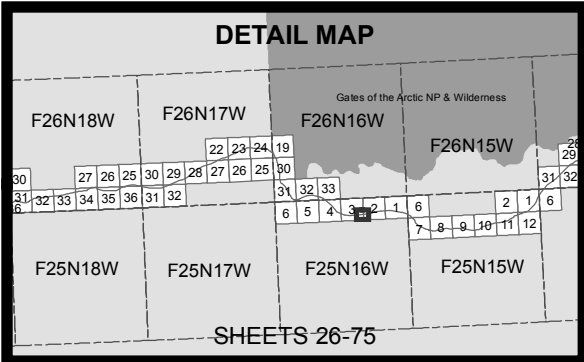 DETAIL MAP
Gates of the Arctic NP & Wilderness
F26N18W
F26N17W
F26N16W
F26N15W
22 23 24 19
28
29
30
27 26 25 30 29 28 27 26 25 30
31 32
31 32 33 34 35 36 31 32
31 32 33
6
6 5 4 3 2 1 6
2 1 6
7 8 9 10 11 12
F25N18W
F25N17W
F25N16W
F25N15W
SHEETS 26-75